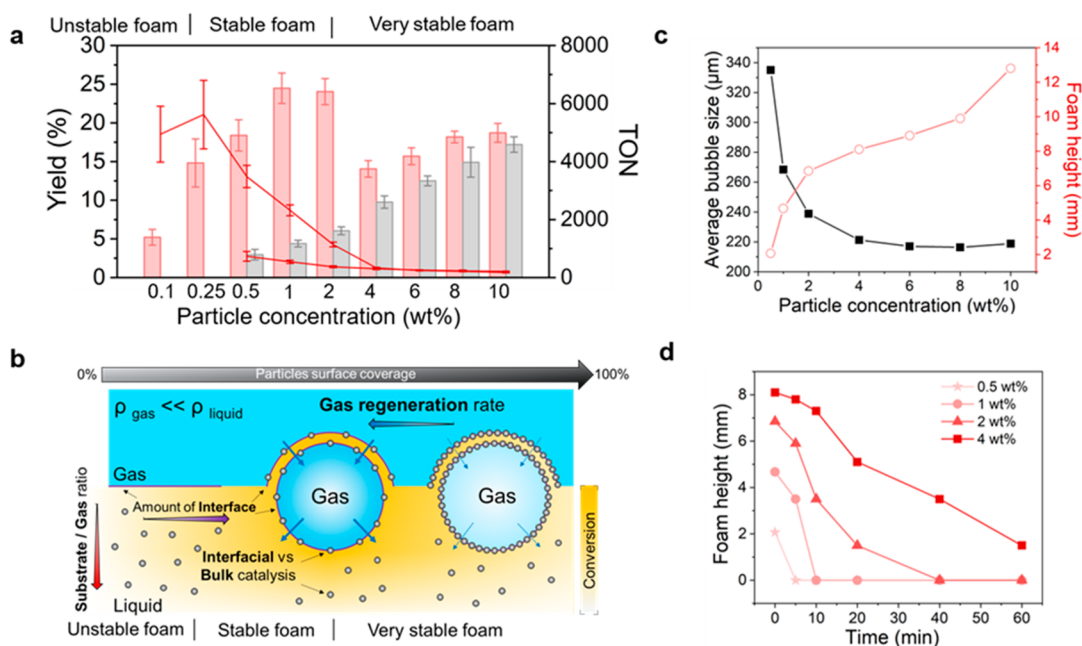 a
Unstable foam | Stable foam | Very stable foam
30
25
20
15
10
5
0
Yield (%)
8000
6000
4000
2000
0
TON
0.1 0.25 0.5 1 2 4 6 8 10
Particle concentration (wt%)
b
0% Particles surface coverage 100%
ρ gas << ρ liquid
Gas regeneration rate
Gas
Gas
Gas
Amount of Interface
Substrate / Gas ratio
Interfacial vs
Bulk catalysis
Liquid
Conversion
Unstable foam | Stable foam | Very stable foam
c
340
320
300
280
260
240
220
200
Average bubble size (µm)
14
12
10
8
6
4
2
Foam height (mm)
2 4 6 8 10
Particle concentration (wt%)
d
8
6
4
2
0
Foam height (mm)
0.5 wt%
1 wt%
2 wt%
4 wt%
0 10 20 30 40 50 60
Time (min)